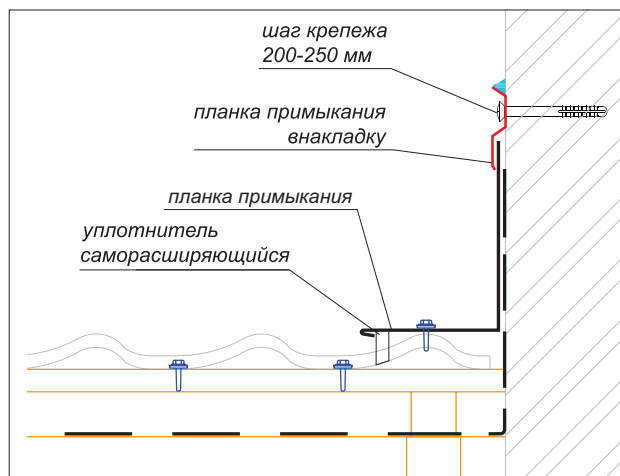 шаг крепежа
200-250 мм
планка примыкания
внакладку
планка примыкания
уплотнитель
саморасширяющийся